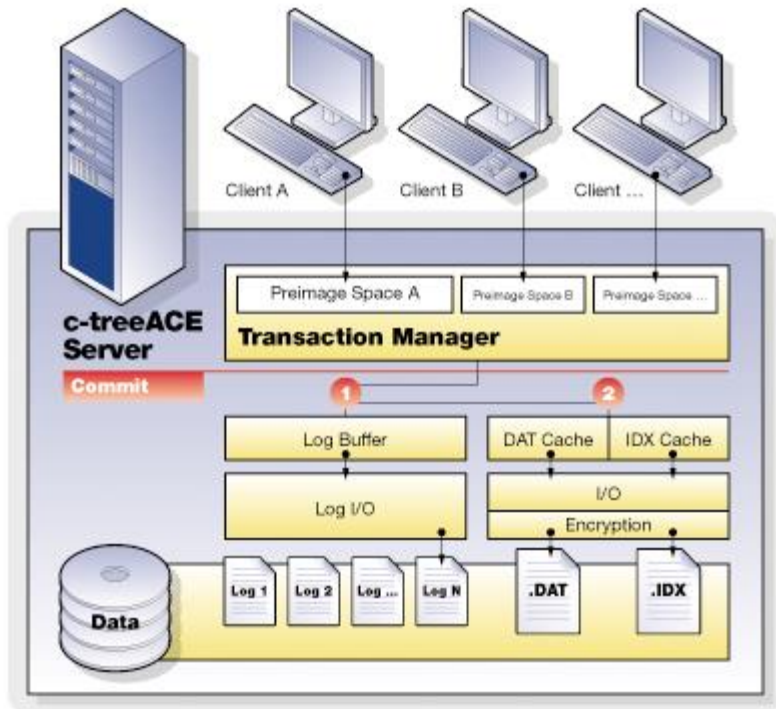 Client A
Client B
Client ...
Preimage Space A
Preimage Space B
Preimage Space ...
c-treeACE
Server
Transaction Manager
Commit
1
2
Log Buffer
DAT Cache
IDX Cache
Log I/O
I/O
Encryption
Log 1
Log 2
Log ...
Log N
.DAT
.IDX
Data